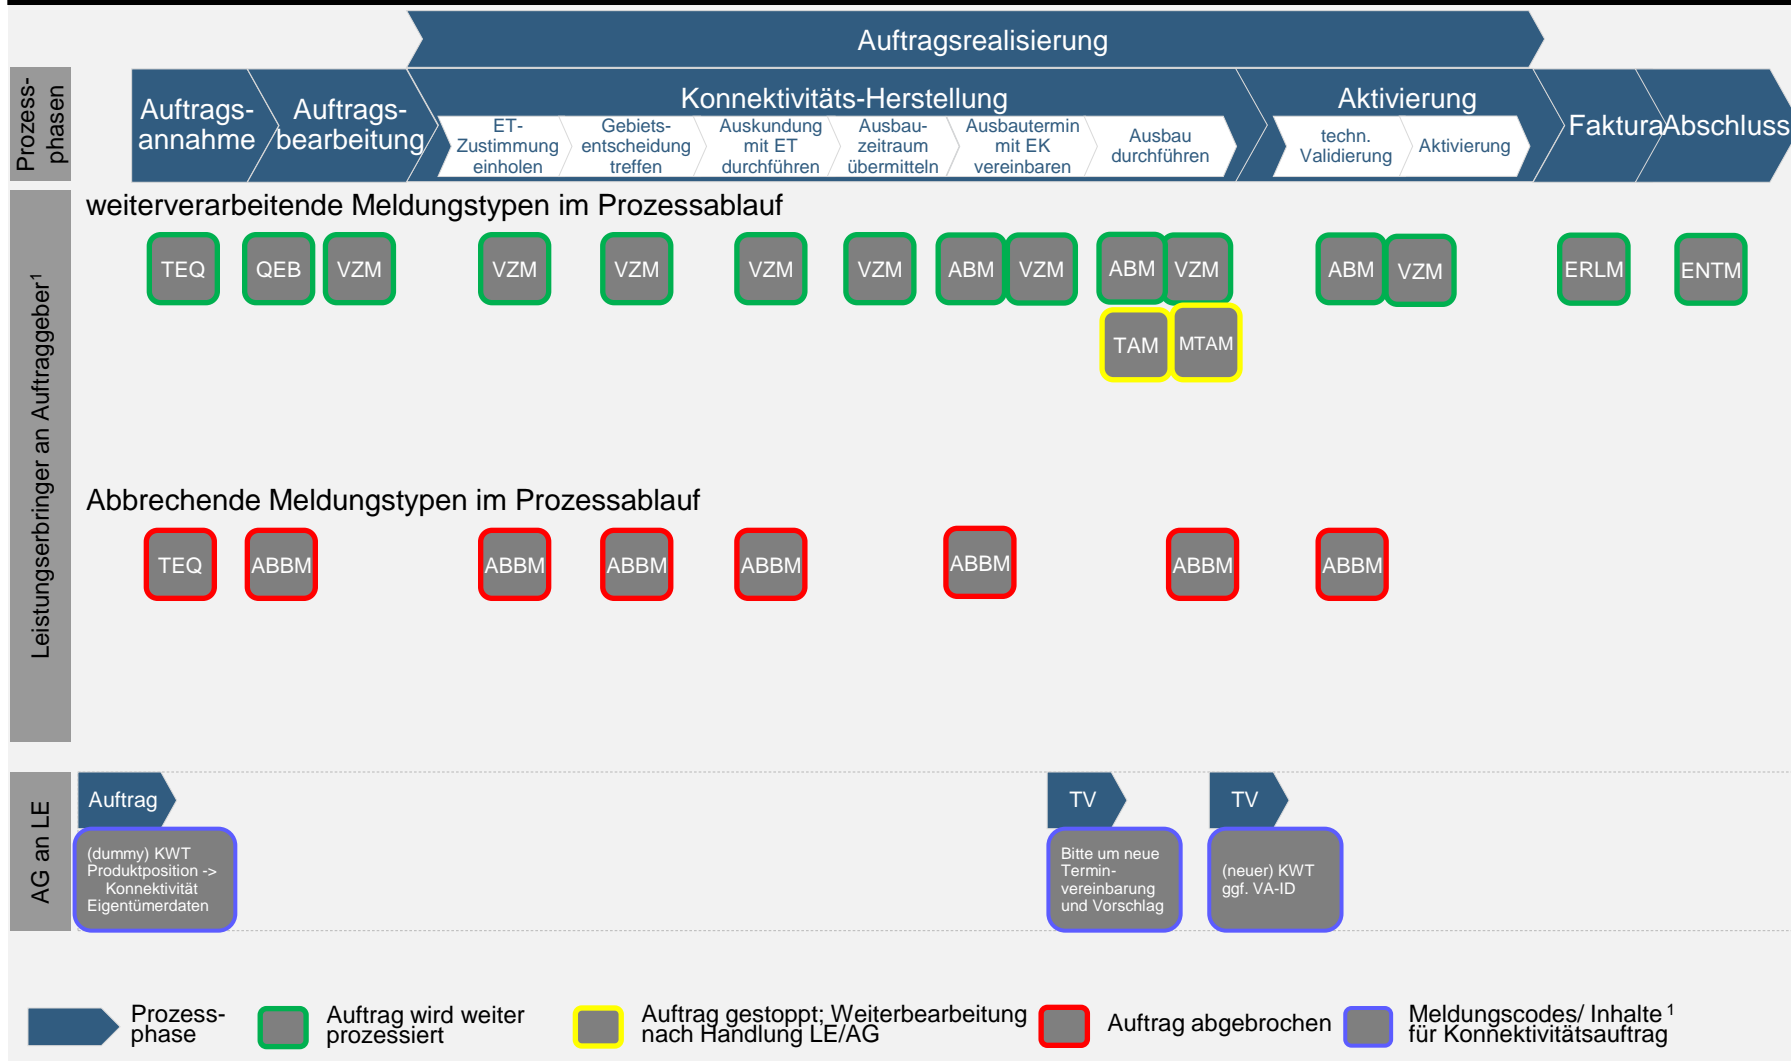 Auftragsrealisierung
Prozess-
phasen
Auftrags-
annahme
Auftrags-
bearbeitung
Konnektivitäts-Herstellung
ET-
Zustimmung
einholen
Gebiets-
entscheidung
treffen
Auskundung
mit ET
durchführen
Ausbau-
zeitraum
übermitteln
Ausbautermin
mit EK
vereinbaren
Ausbau
durchführen
Aktivierung
techn.
Validierung
Aktivierung
Faktura
Abschluss
Leistungserbringer an Auftraggeber1
weiterverarbeitende Meldungstypen im Prozessablauf
TEQ QEB VZM VZM VZM VZM VZM ABM VZM ABM VZM ABM VZM ERLM ENTM
TAM MTAM
Abbrechende Meldungstypen im Prozessablauf
TEQ ABBM ABBM ABBM ABBM ABBM ABBM ABBM
AG an LE
Auftrag
(dummy) KWT
Produktposition ->
Konnektivität
Eigentümerdaten
TV
Bitte um neue
Termin-
vereinbarung
und Vorschlag
TV
(neuer) KWT
ggf. VA-ID
Prozess-
phase
Auftrag wird weiter
prozessiert
Auftrag gestoppt; Weiterbearbeitung
nach Handlung LE/AG
Auftrag abgebrochen
Meldungscodes/ Inhalte 1
für Konnektivitätsauftrag